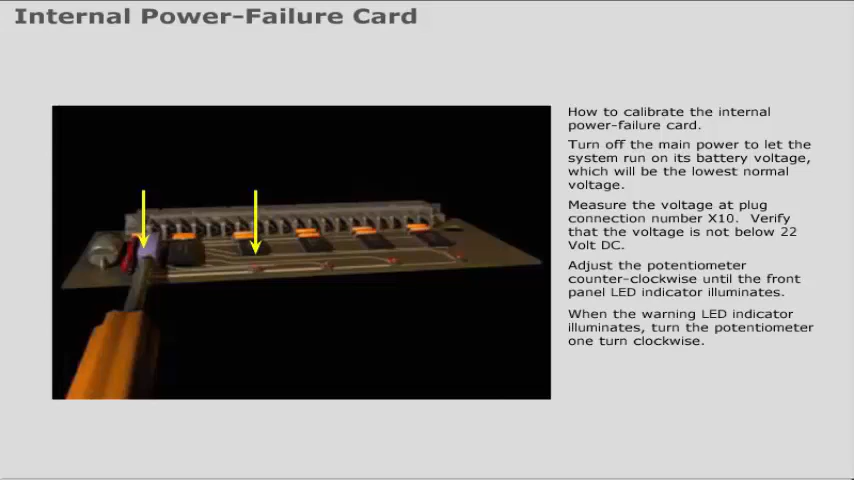 Internal Power-Failure Card
How to calibrate the internal
power-failure card.
Turn off the main power to let the
system run on its battery voltage,
which will be the lowest normal
voltage.
Measure the voltage at plug
connection number X10.  Verify
that the voltage is not below 22
Volt DC.
Adjust the potentiometer
counter-clockwise until the front
panel LED indicator illuminates.
When the warning LED indicator
illuminates, turn the potentiometer
one turn clockwise.